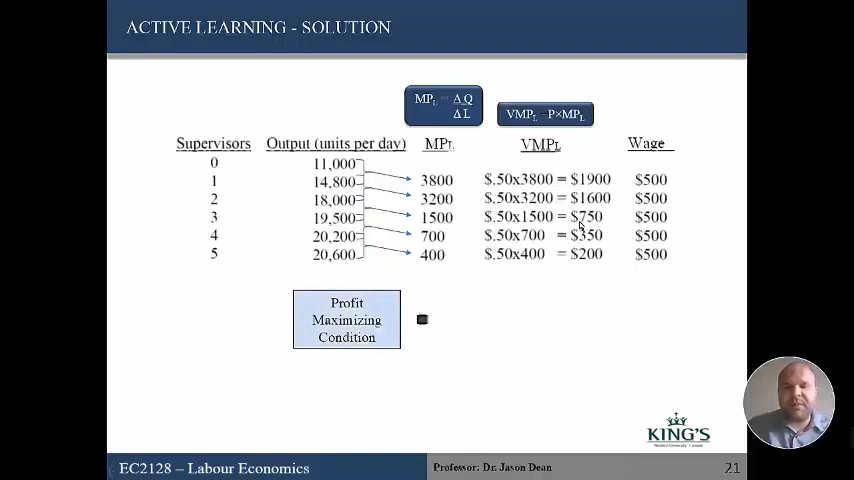 ACTIVE LEARNING - SOLUTION
MPL = ΔQ
ΔL
VMPL =P×MPL
Supervisors Output (units per day) MPL VMPL Wage
0 11,000
1 14,800 3800 $.50x3800 = $1900 $500
2 18,000 3200 $.50x3200 = $1600 $500
3 19,500 1500 $.50x1500 = $750 $500
4 20,200 700 $.50x700 = $350 $500
5 20,600 400 $.50x400 = $200 $500
Profit
Maximizing
Condition
KING'S
Western University · Canada
EC2128 – Labour Economics
Professor: Dr. Jason Dean
21